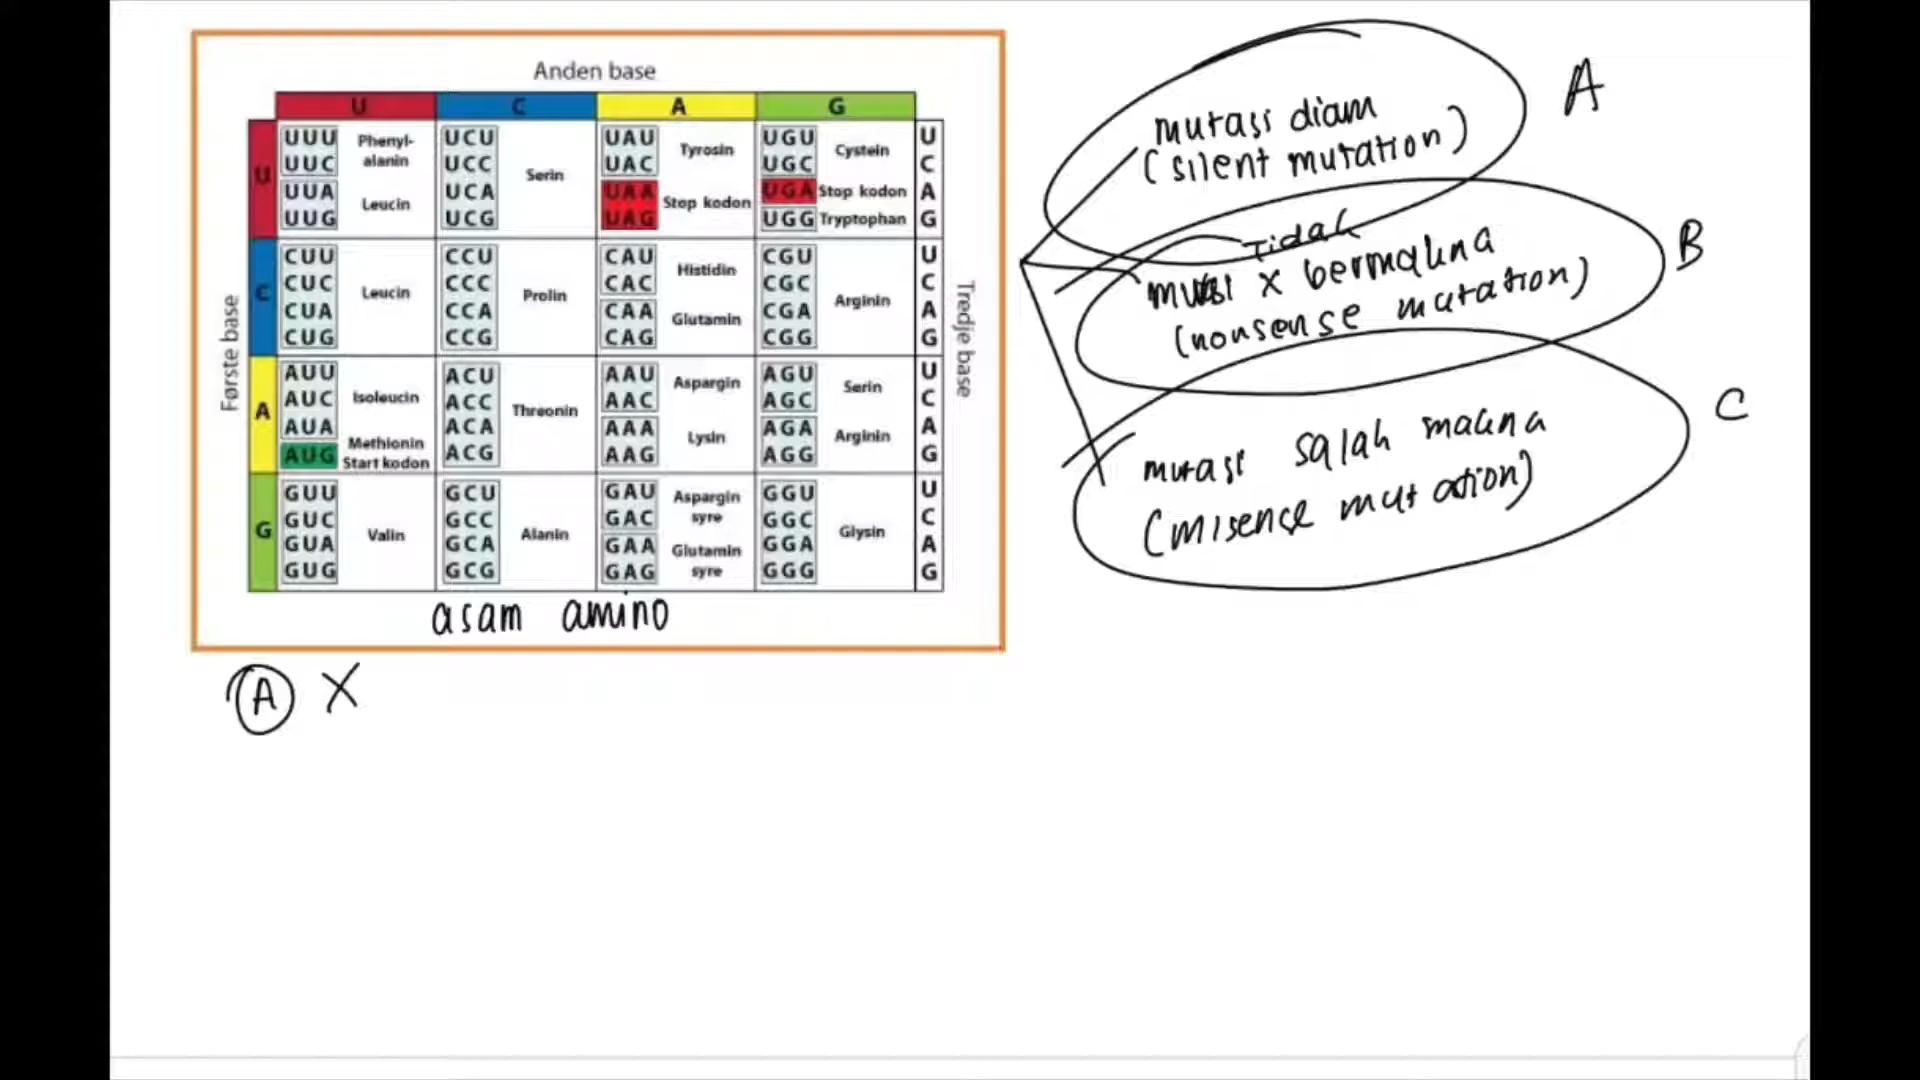 Anden base
U C A G
Første base
Tredje base
U
UUU
UUC
Phenyl-
alanin
UUA
UUG
Leucin
UCU
UCC
UCA
UCG
Serin
UAU
UAC
Tyrosin
UAA
UAG
Stop kodon
UGU
UGC
Cystein
UGA Stop kodon
UGG Tryptophan
U
C
A
G
C
CUU
CUC
CUA
CUG
Leucin
CCU
CCC
CCA
CCG
Prolin
CAU
CAC
Histidin
CAA
CAG
Glutamin
CGU
CGC
CGA
CGG
Arginin
U
C
A
G
A
AUU
AUC
AUA
Isoleucin
AUG
Methionin
Start kodon
ACU
ACC
ACA
ACG
Threonin
AAU
AAC
Aspargin
AAA
AAG
Lysin
AGU
AGC
Serin
AGA
AGG
Arginin
U
C
A
G
G
GUU
GUC
GUA
GUG
Valin
GCU
GCC
GCA
GCG
Alanin
GAU
GAC
Aspargin
syre
GAA
GAG
Glutamin
syre
GGU
GGC
GGA
GGG
Glysin
U
C
A
G
asam amino
mutasi diam
(silent mutation)
A
Tidak
x bermakna
(nonsense mutation)
B
mutasi salah makna
(misence mutation)
C
A X